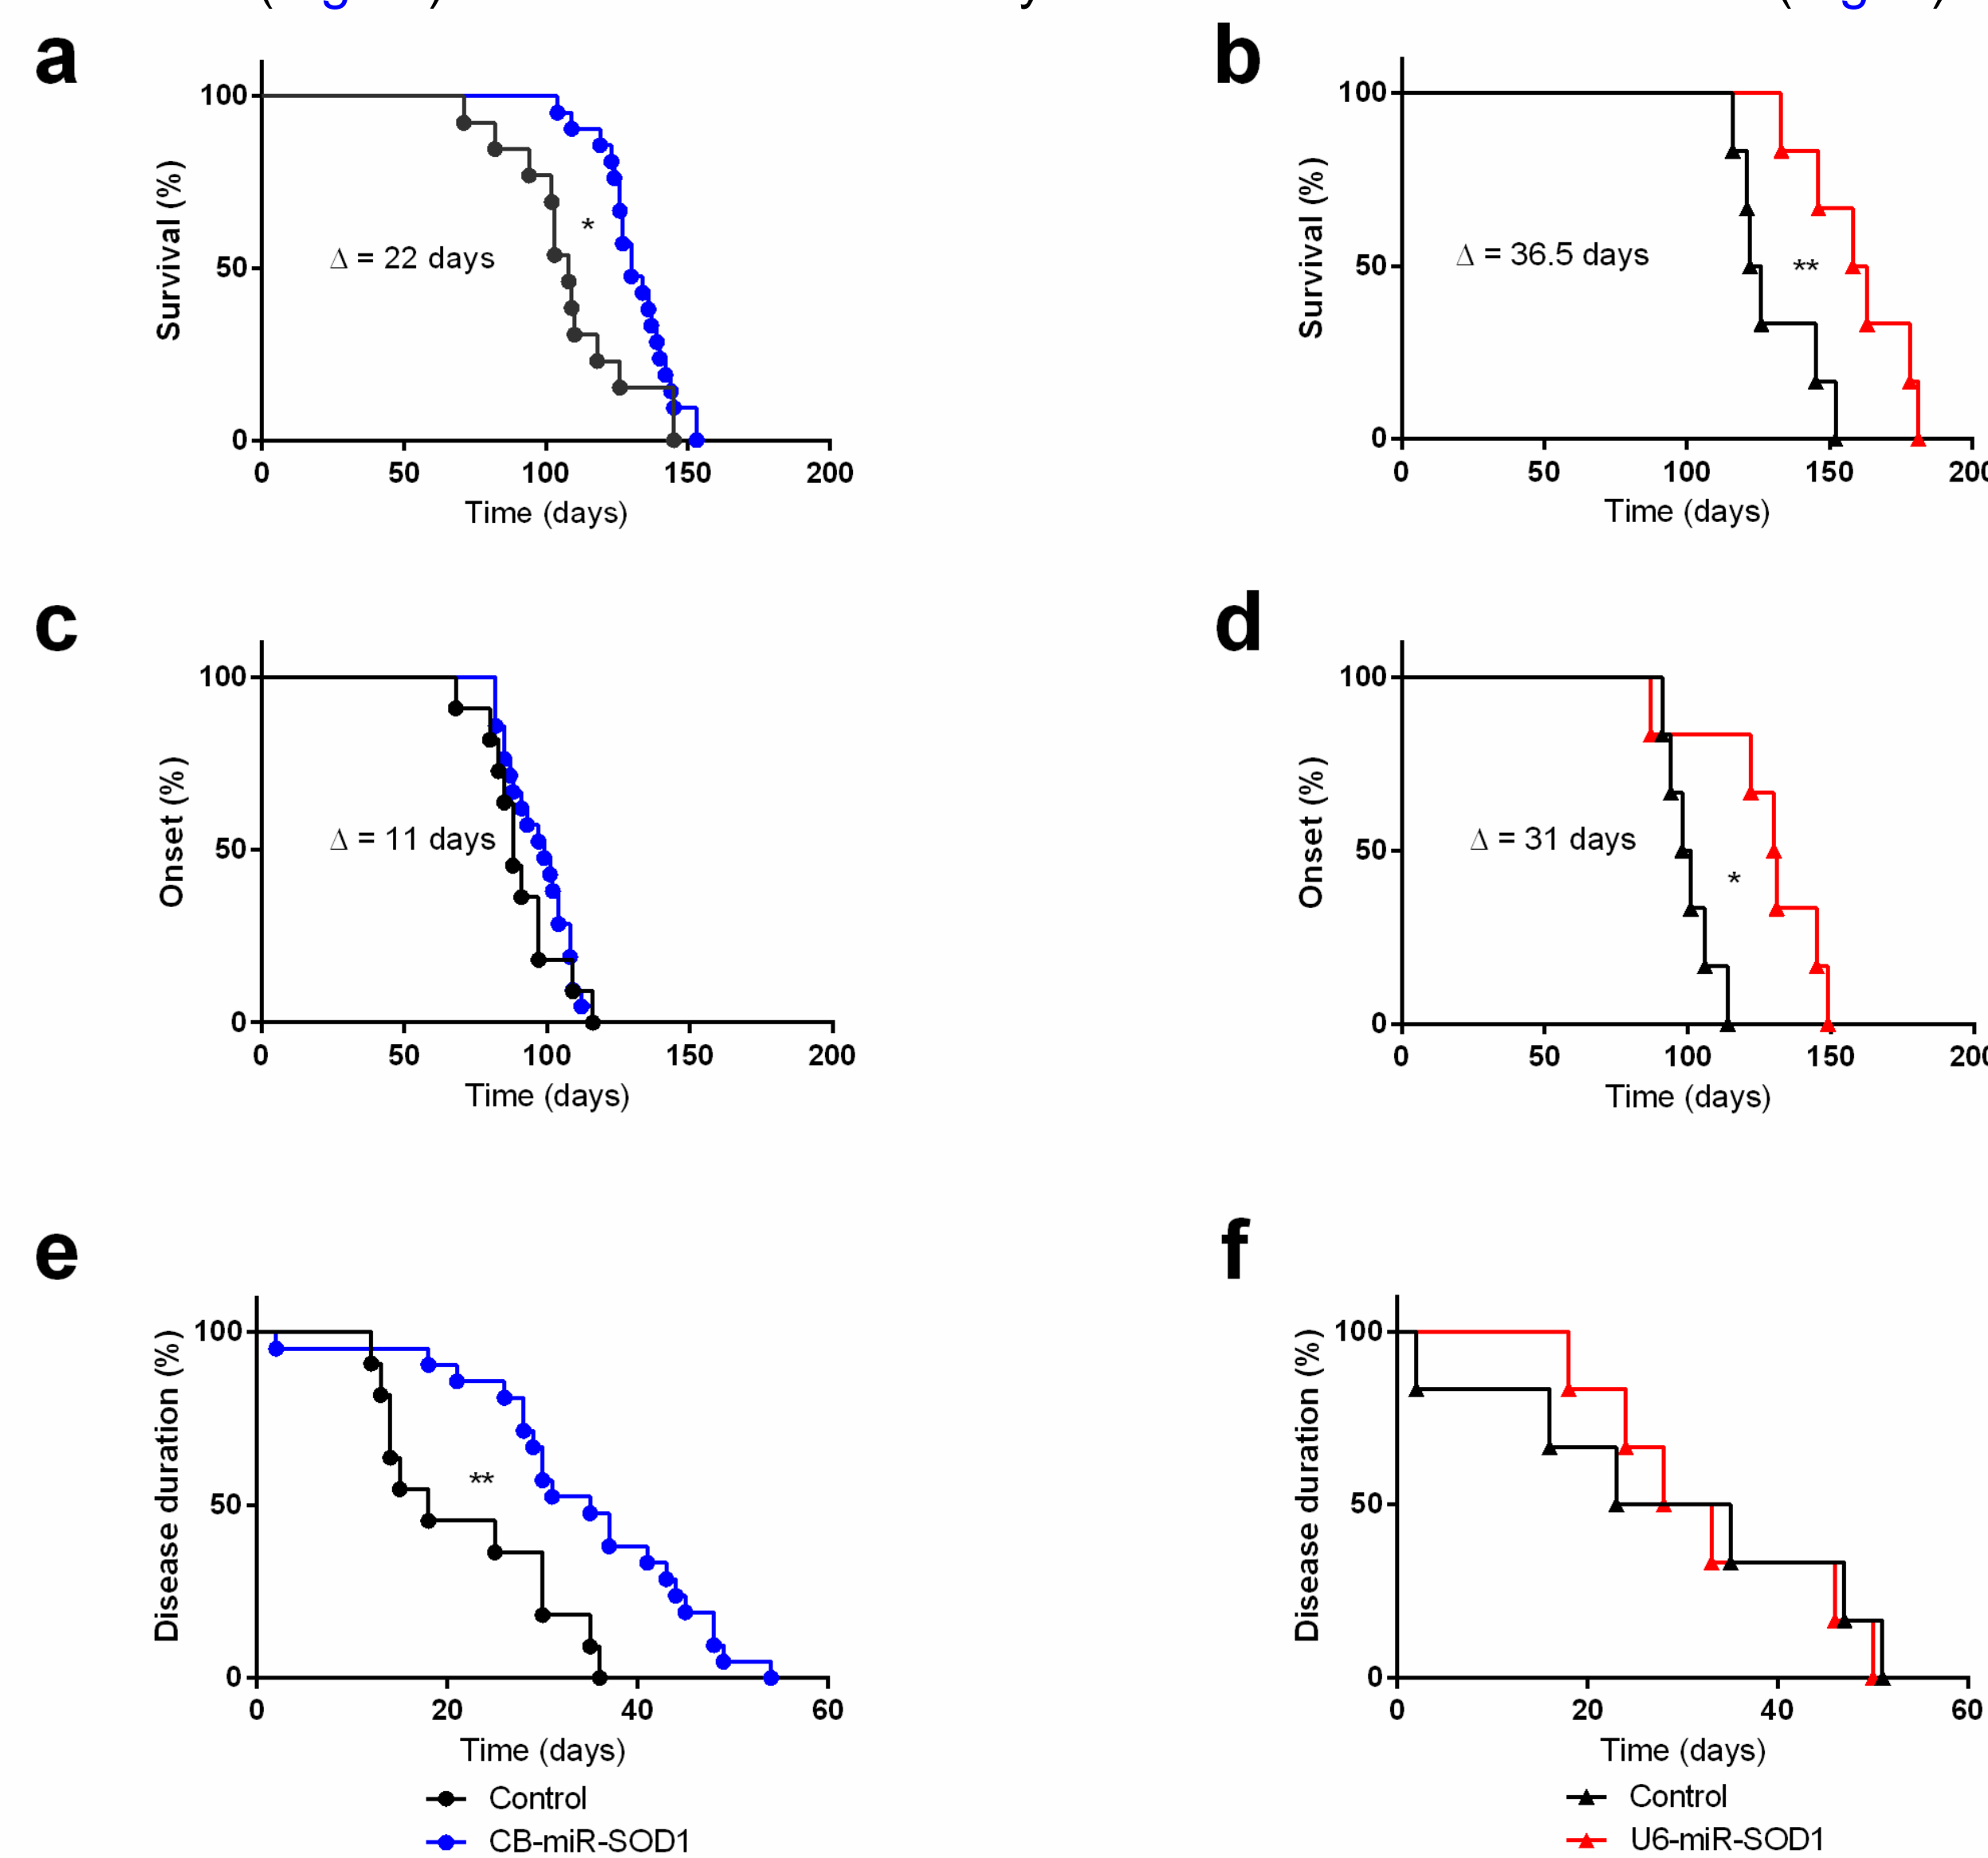 a
100
50
0
Survival (%)
Δ = 22 days
*
0 50 100 150 200
Time (days)
b
100
50
0
Survival (%)
Δ = 36.5 days
**
0 50 100 150 200
Time (days)
c
100
50
0
Onset (%)
Δ = 11 days
0 50 100 150 200
Time (days)
d
100
50
0
Onset (%)
Δ = 31 days
*
0 50 100 150 200
Time (days)
e
100
50
0
Disease duration (%)
**
0 20 40 60
Time (days)
Control
CB-miR-SOD1
f
100
50
0
Disease duration (%)
0 20 40 60
Time (days)
Control
U6-miR-SOD1